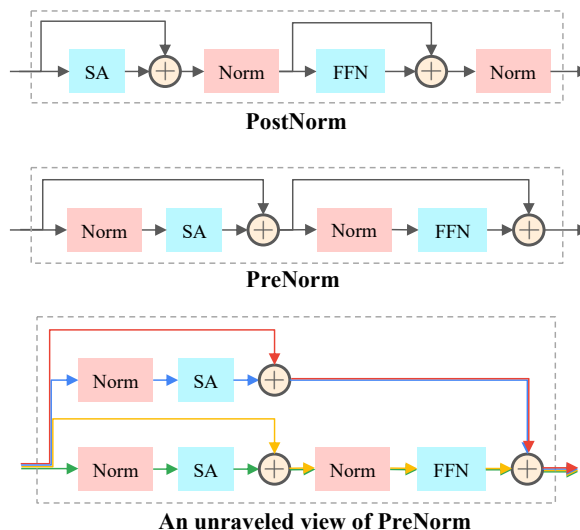 SA Norm FFN Norm
PostNorm
Norm SA Norm FFN
PreNorm
Norm SA
Norm SA Norm FFN
An unraveled view of PreNorm